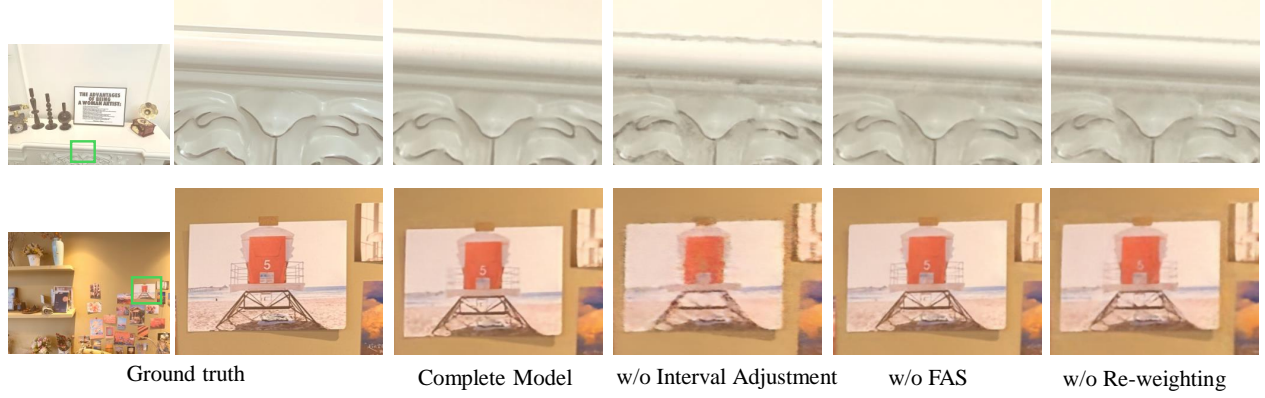 THE ADVANTAGES
OF BEING
A WOMAN ARTIST:
5
5
5
5
Ground truth
Complete Model
w/o Interval Adjustment
w/o FAS
w/o Re-weighting